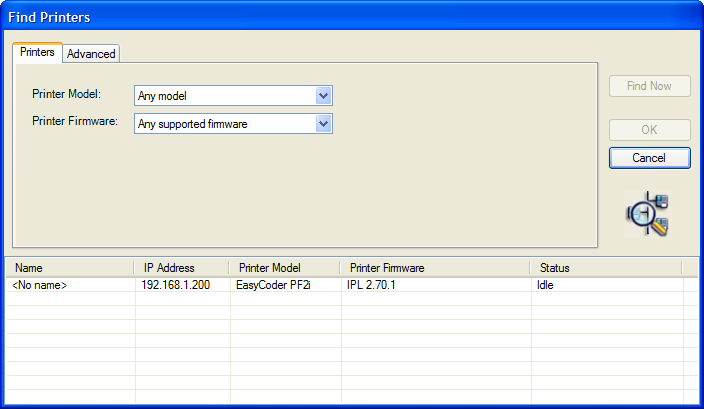 Find Printers
Printers Advanced
Printer Model: Any model
Find Now
Printer Firmware: Any supported firmware
OK
Cancel
Name IP Address Printer Model Printer Firmware Status
<No name> 192.168.1.200 EasyCoder PF2i IPL 2.70.1 Idle